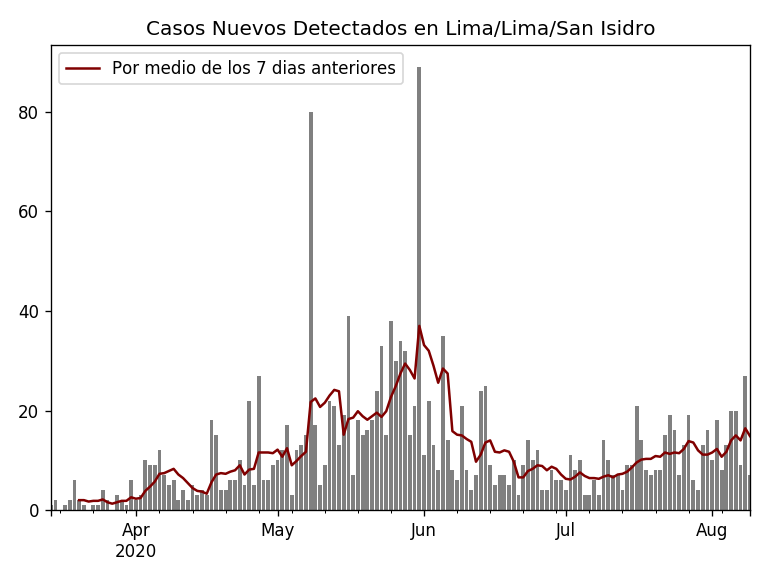 Casos Nuevos Detectados en Lima/Lima/San Isidro
Por medio de los 7 dias anteriores
80
60
40
20
0
Apr May Jun Jul Aug
2020